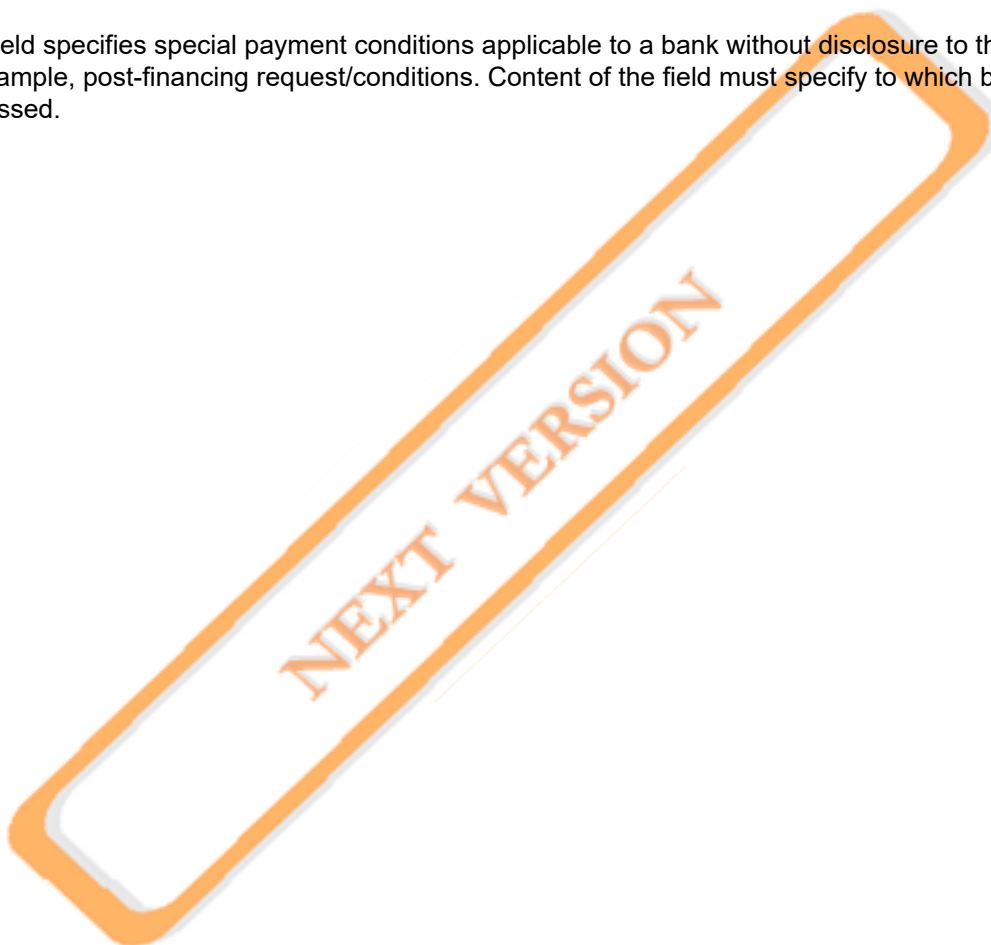 eld specifies special payment conditions applicable to a bank without disclosure to th
ample, post-financing request/conditions. Content of the field must specify to which b
ssed.
NEXT VERSION